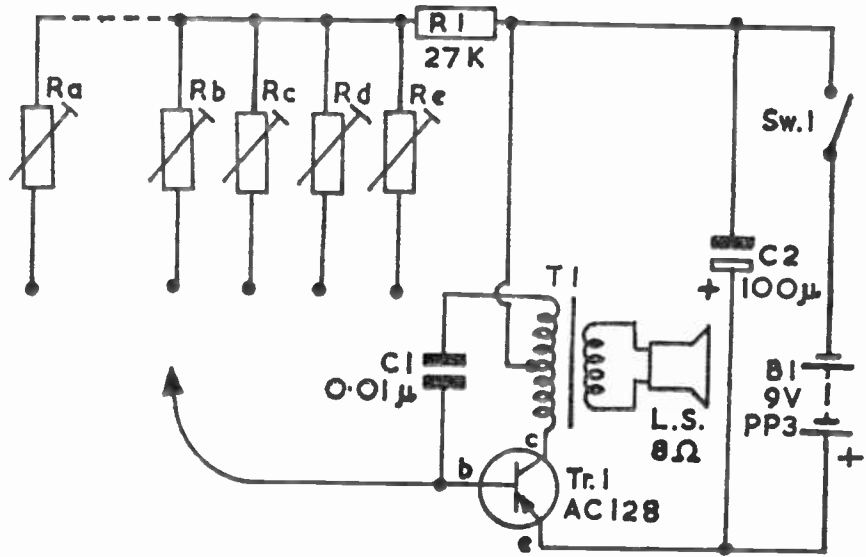 R1
27K
Ra
Rb
Rc
Rd
Re
Sw.1
C2
+ 100μ
T1
C1
0.01μ
B1
9V
PP3
+
L.S.
8Ω
c
b
Tr.1
AC128
e